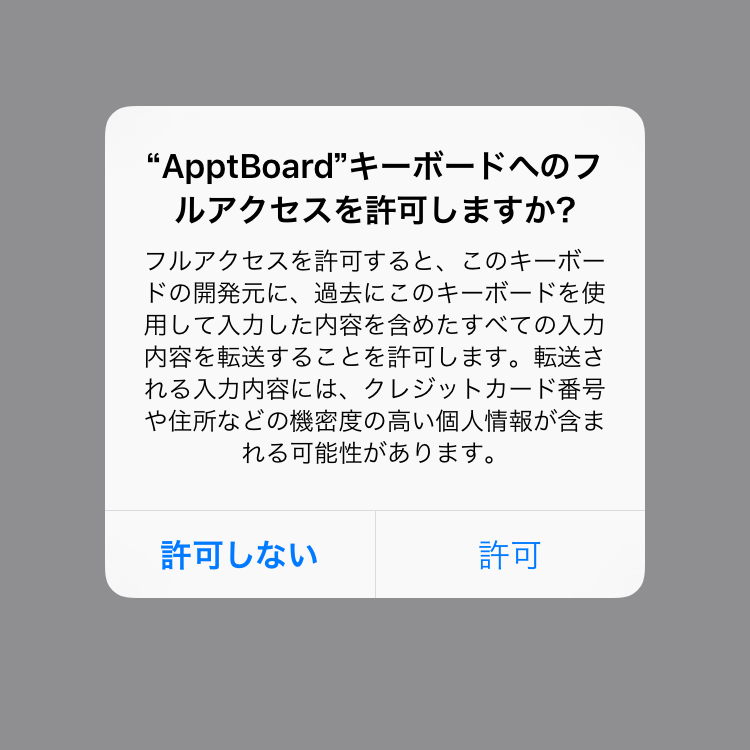 “ApptBoard”キーボードへのフ
ルアクセスを許可しますか?
フルアクセスを許可すると、このキーボー
ドの開発元に、過去にこのキーボードを使
用して入力した内容を含めたすべての入力
内容を転送することを許可します。転送さ
れる入力内容には、クレジットカード番号
や住所などの機密度の高い個人情報が含ま
れる可能性があります。
許可しない
許可